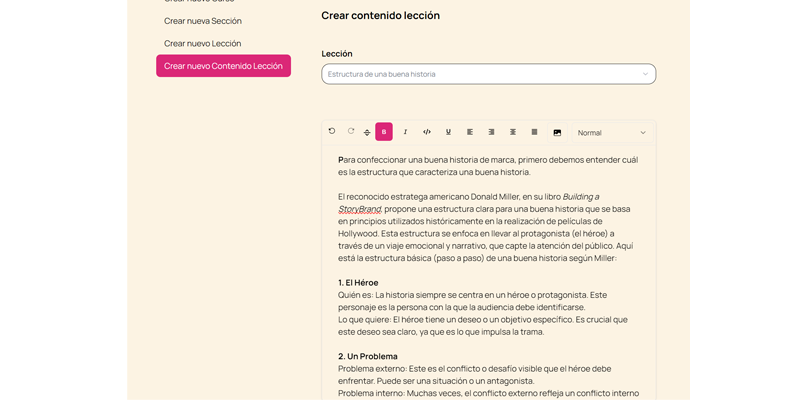 Crear nueva Sección
Crear nuevo Lección
Crear nuevo Contenido Lección
Crear contenido lección
Lección
Estructura de una buena historia
B I </> U Normal
Para confeccionar una buena historia de marca, primero debemos entender cuál
es la estructura que caracteriza una buena historia.
El reconocido estratega americano Donald Miller, en su libro Building a
StoryBrand, propone una estructura clara para una buena historia que se basa
en principios utilizados históricamente en la realización de películas de
Hollywood. Esta estructura se enfoca en llevar al protagonista (el héroe) a
través de un viaje emocional y narrativo, que capte la atención del público. Aquí
está la estructura básica (paso a paso) de una buena historia según Miller:
1. El Héroe
Quién es: La historia siempre se centra en un héroe o protagonista. Este
personaje es la persona con la que la audiencia debe identificarse.
Lo que quiere: El héroe tiene un deseo o un objetivo específico. Es crucial que
este deseo sea claro, ya que es lo que impulsa la trama.
2. Un Problema
Problema externo: Este es el conflicto o desafío visible que el héroe debe
enfrentar. Puede ser una situación o un antagonista.
Problema interno: Muchas veces, el conflicto externo refleja un conflicto interno